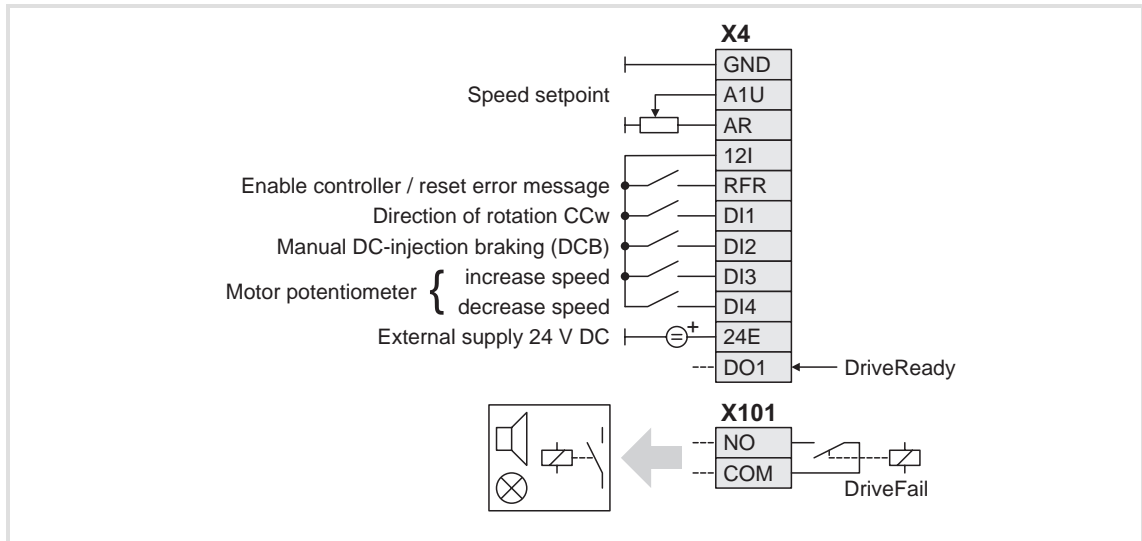 X4
GND
Speed setpoint A1U
AR
12I
Enable controller / reset error message RFR
Direction of rotation CCw DI1
Manual DC-injection braking (DCB) DI2
Motor potentiometer { increase speed DI3
decrease speed DI4
External supply 24 V DC + 24E
DO1 DriveReady
X101
NO
COM
DriveFail